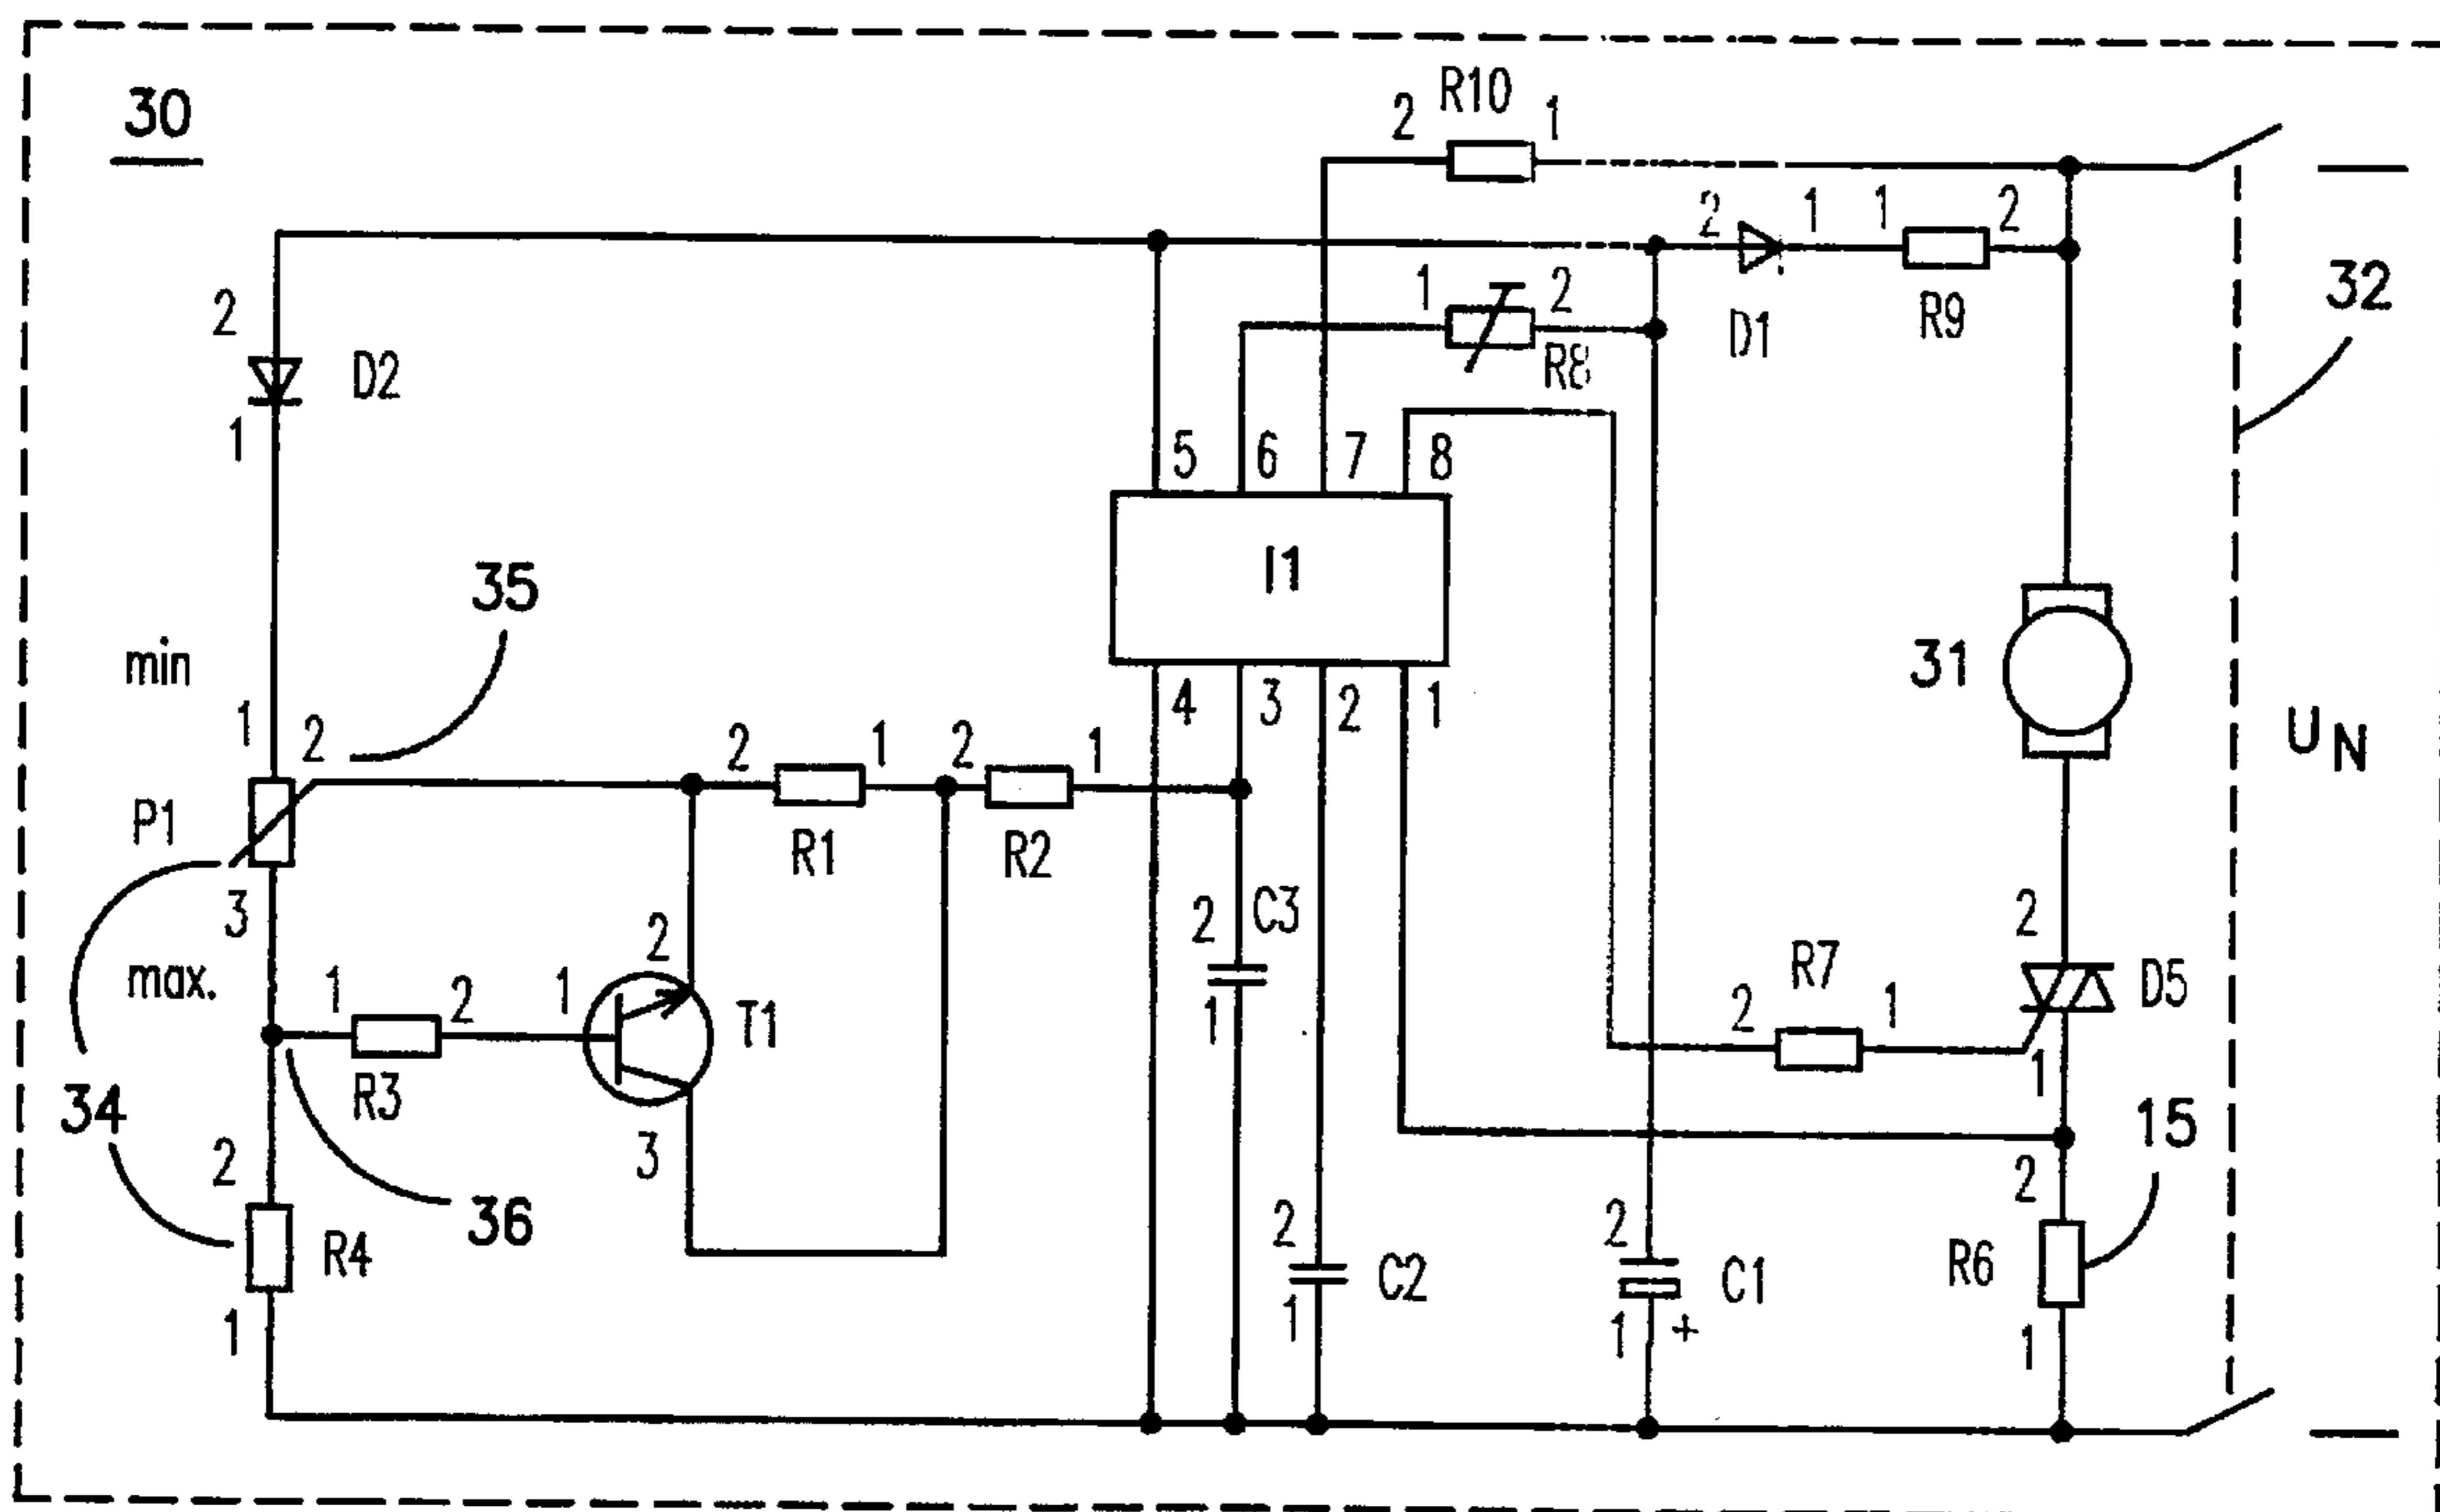 30
2 R10 1
2 1 1 2
32
2
D2
1
1 2
R8
D1
R9
5 6 7 8
I1
35
min
31
4 3 2 1
U N
1 2
2 1 2 1
P1
R1
R2
3
2 C3
2
D5
max.
1 2 1 2
T1
1
2 R7 1
1
R3
34
15
3
2
2
36
R4
2
C2
2
C1
R6
1
1
1 +
1